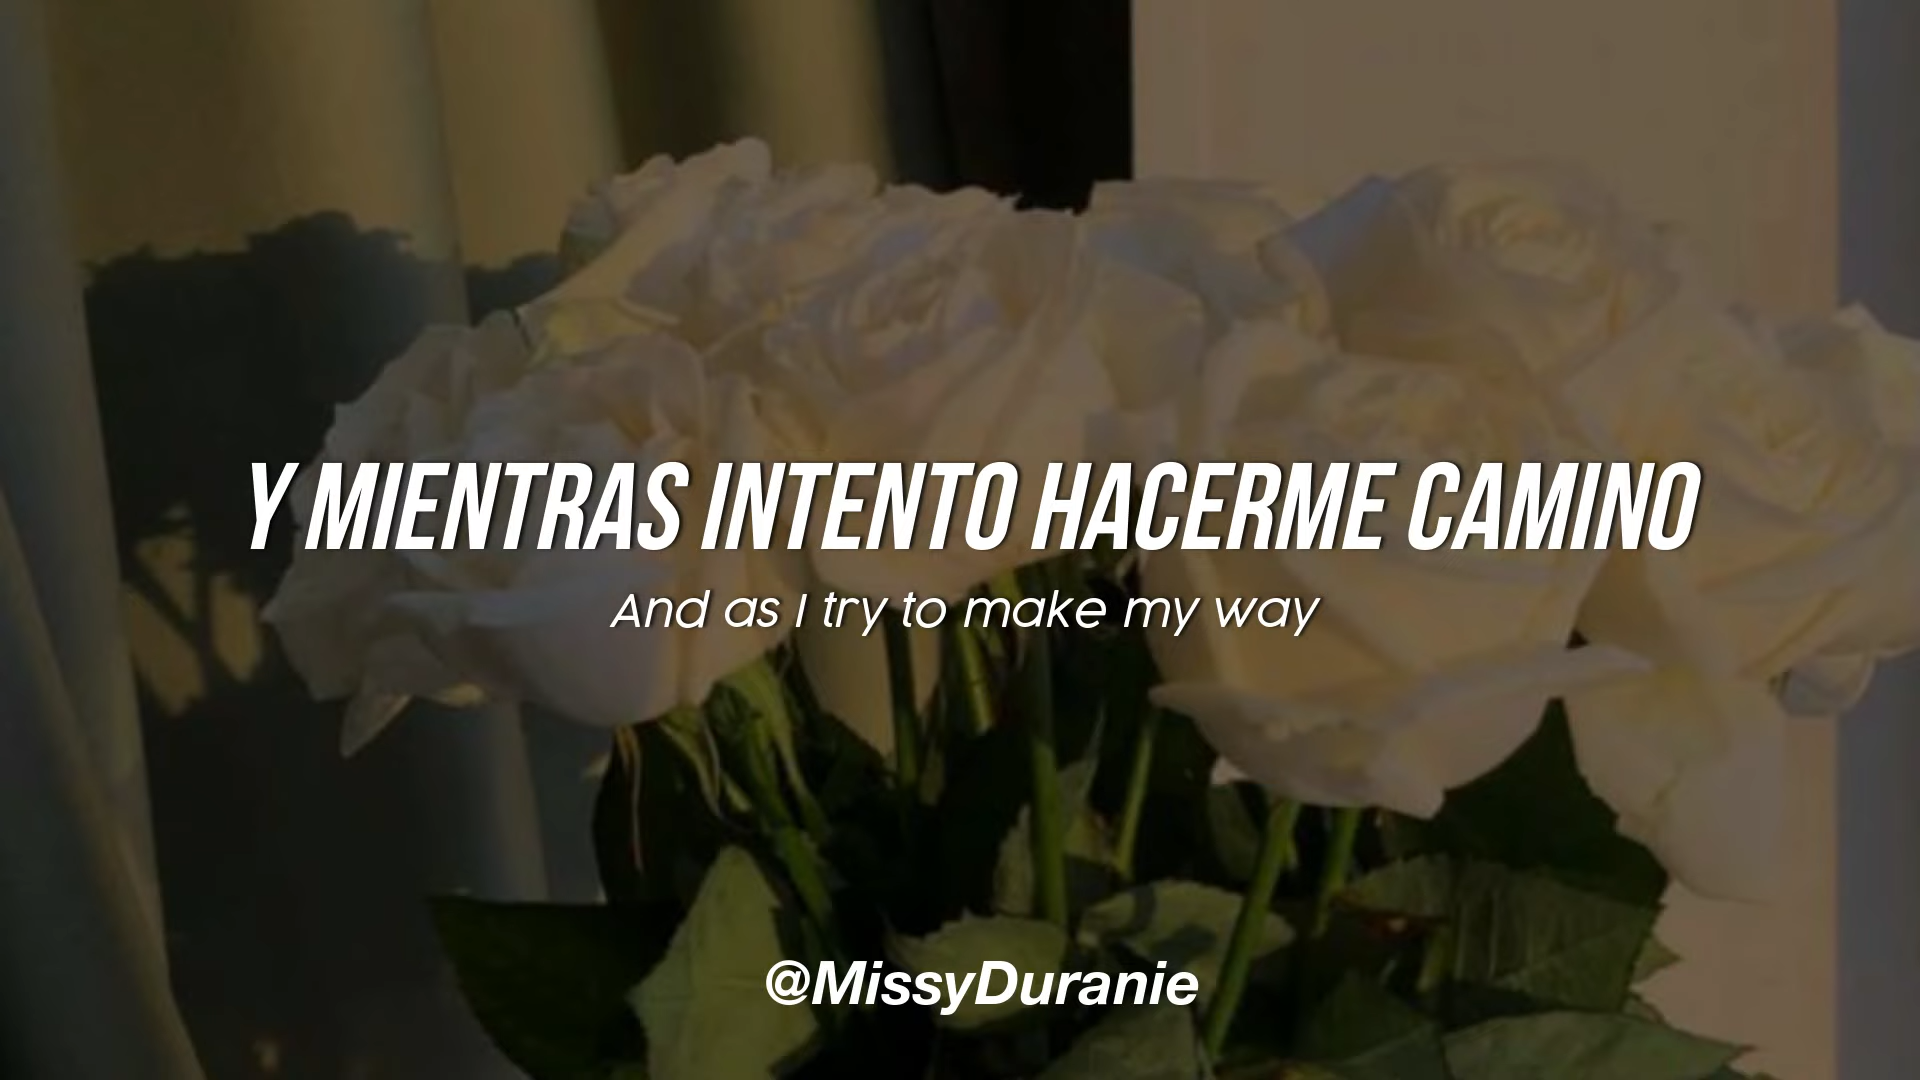 Y MIENTRAS INTENTO HACERME CAMINO
And as I try to make my way
@MissyDuranie